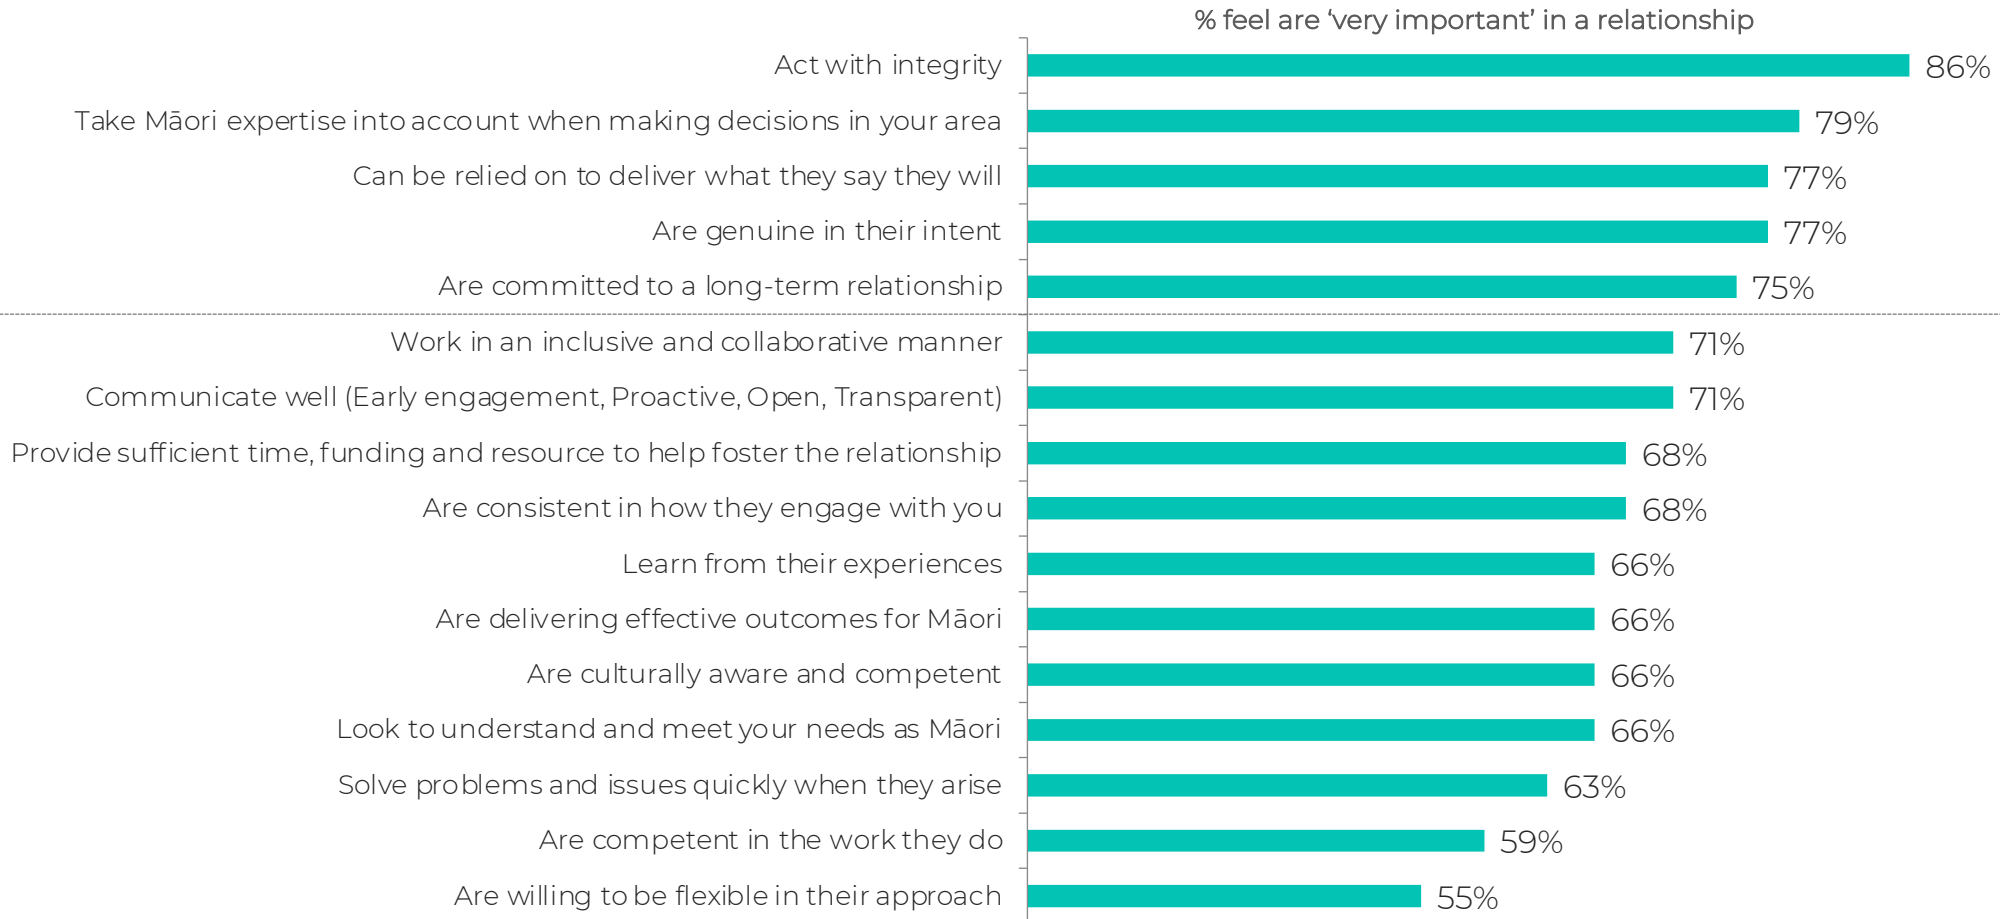 % feel are ‘very important’ in a relationship
Act with integrity 86%
Take Māori expertise into account when making decisions in your area 79%
Can be relied on to deliver what they say they will 77%
Are genuine in their intent 77%
Are committed to a long-term relationship 75%
Work in an inclusive and collaborative manner 71%
Communicate well (Early engagement, Proactive, Open, Transparent) 71%
Provide sufficient time, funding and resource to help foster the relationship 68%
Are consistent in how they engage with you 68%
Learn from their experiences 66%
Are delivering effective outcomes for Māori 66%
Are culturally aware and competent 66%
Look to understand and meet your needs as Māori 66%
Solve problems and issues quickly when they arise 63%
Are competent in the work they do 59%
Are willing to be flexible in their approach 55%